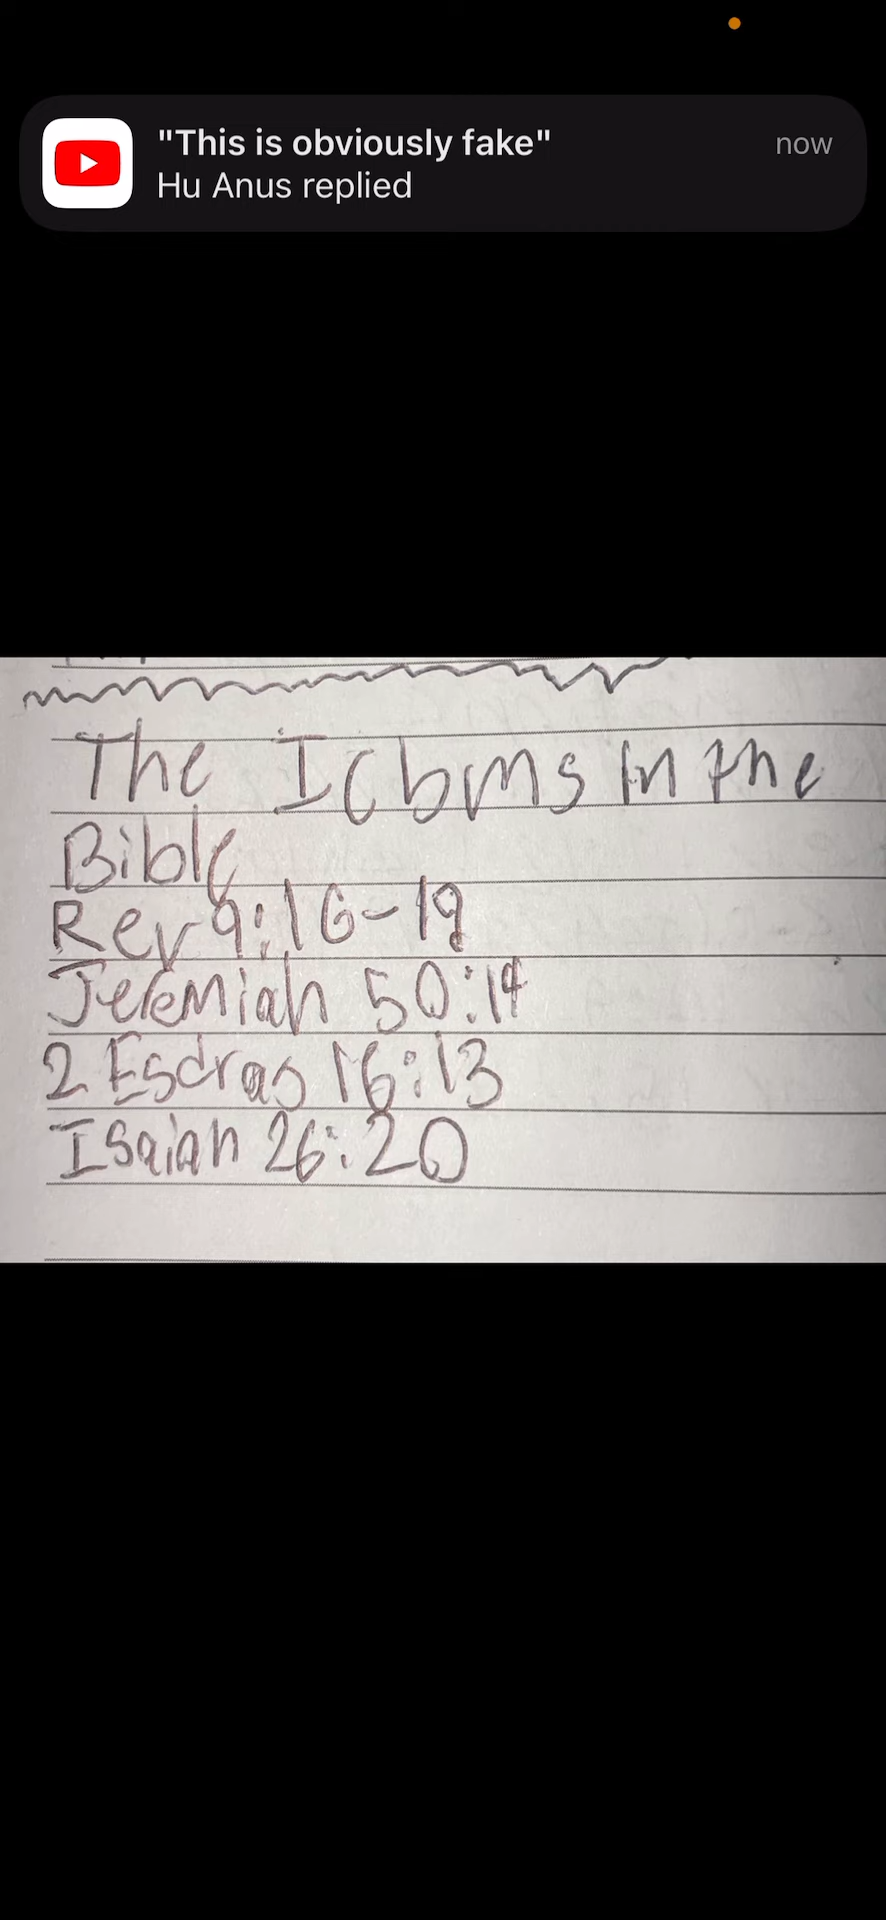 "This is obviously fake"
now
Hu Anus replied
The Icbms in the
Bible
Rev 9:16-19
Jeremiah 50:14
2 Esdras 16:13
Isaiah 26:20